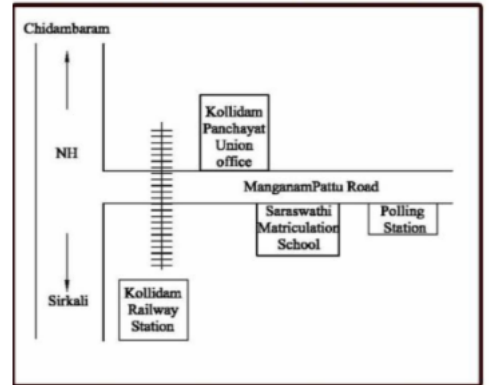 Chidambaram
Kollidam
Panchayat
Union
office
NH
ManganamPattu Road
Saraswathi
Matriculation
School
Polling
Station
Sirkali
Kollidam
Railway
Station